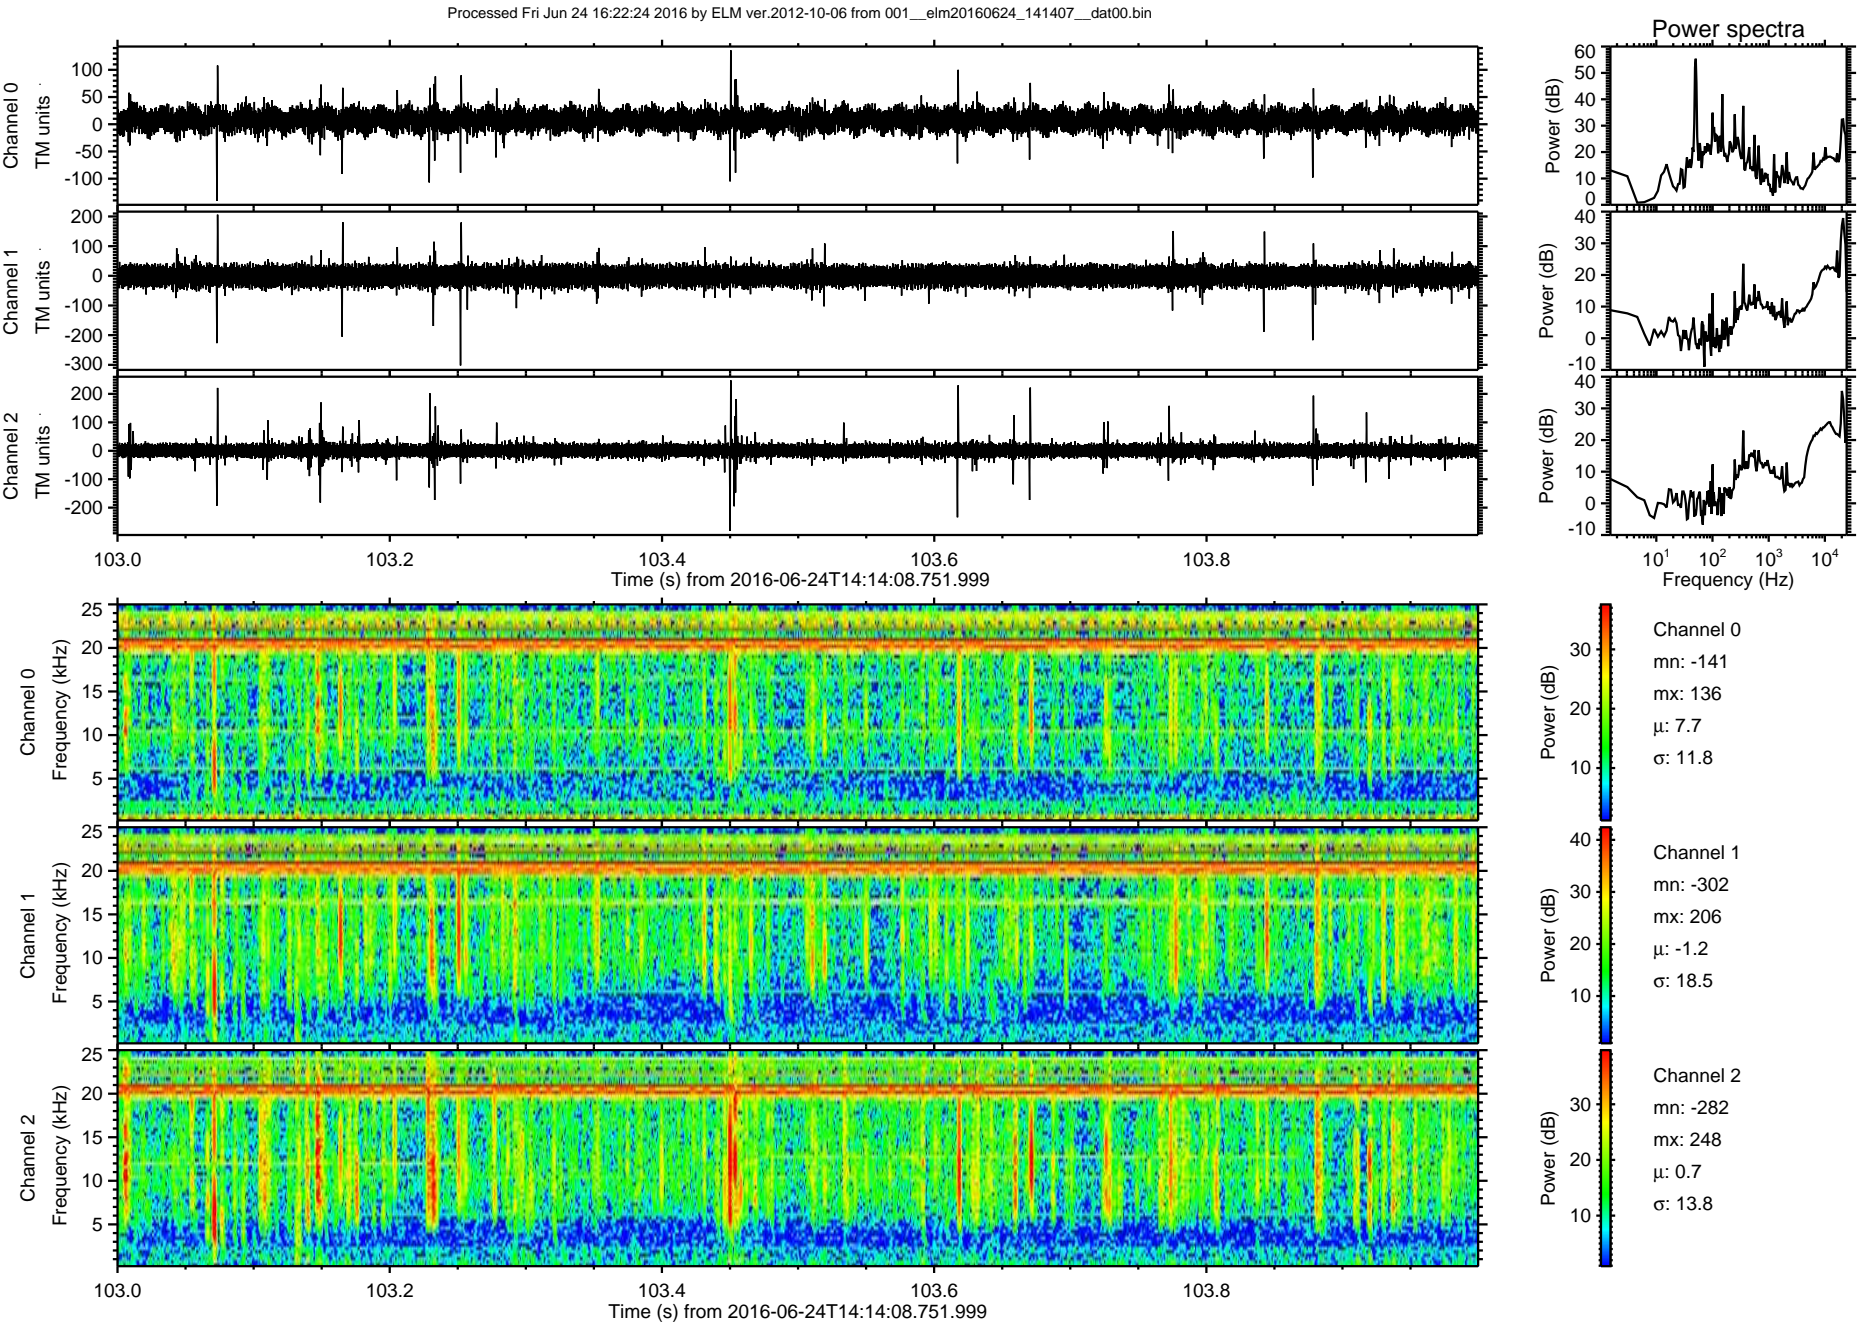 Processed Fri Jun 24 16:22:24 2016 by ELM ver.2012-10-06 from 001__elm20160624_141407__dat00.bin
Power spectra
Channel 0
TM units
100
50
0
-50
-100
Power (dB)
60
50
40
30
20
10
0
Channel 1
TM units
200
100
0
-100
-200
-300
Power (dB)
40
30
20
10
0
-10
Channel 2
TM units
200
100
0
-100
-200
Power (dB)
40
30
20
10
0
-10
103.0 103.2 103.4 103.6 103.8
Time (s) from 2016-06-24T14:14:08.751.999
10^1 10^2 10^3 10^4
Frequency (Hz)
Channel 0
Frequency (kHz)
25
20
15
10
5
Power (dB)
30
20
10
Channel 0
mn: -141
mx: 136
μ: 7.7
σ: 11.8
Channel 1
Frequency (kHz)
25
20
15
10
5
Power (dB)
40
30
20
10
Channel 1
mn: -302
mx: 206
μ: -1.2
σ: 18.5
Channel 2
Frequency (kHz)
25
20
15
10
5
Power (dB)
30
20
10
Channel 2
mn: -282
mx: 248
μ: 0.7
σ: 13.8
103.0 103.2 103.4 103.6 103.8
Time (s) from 2016-06-24T14:14:08.751.999